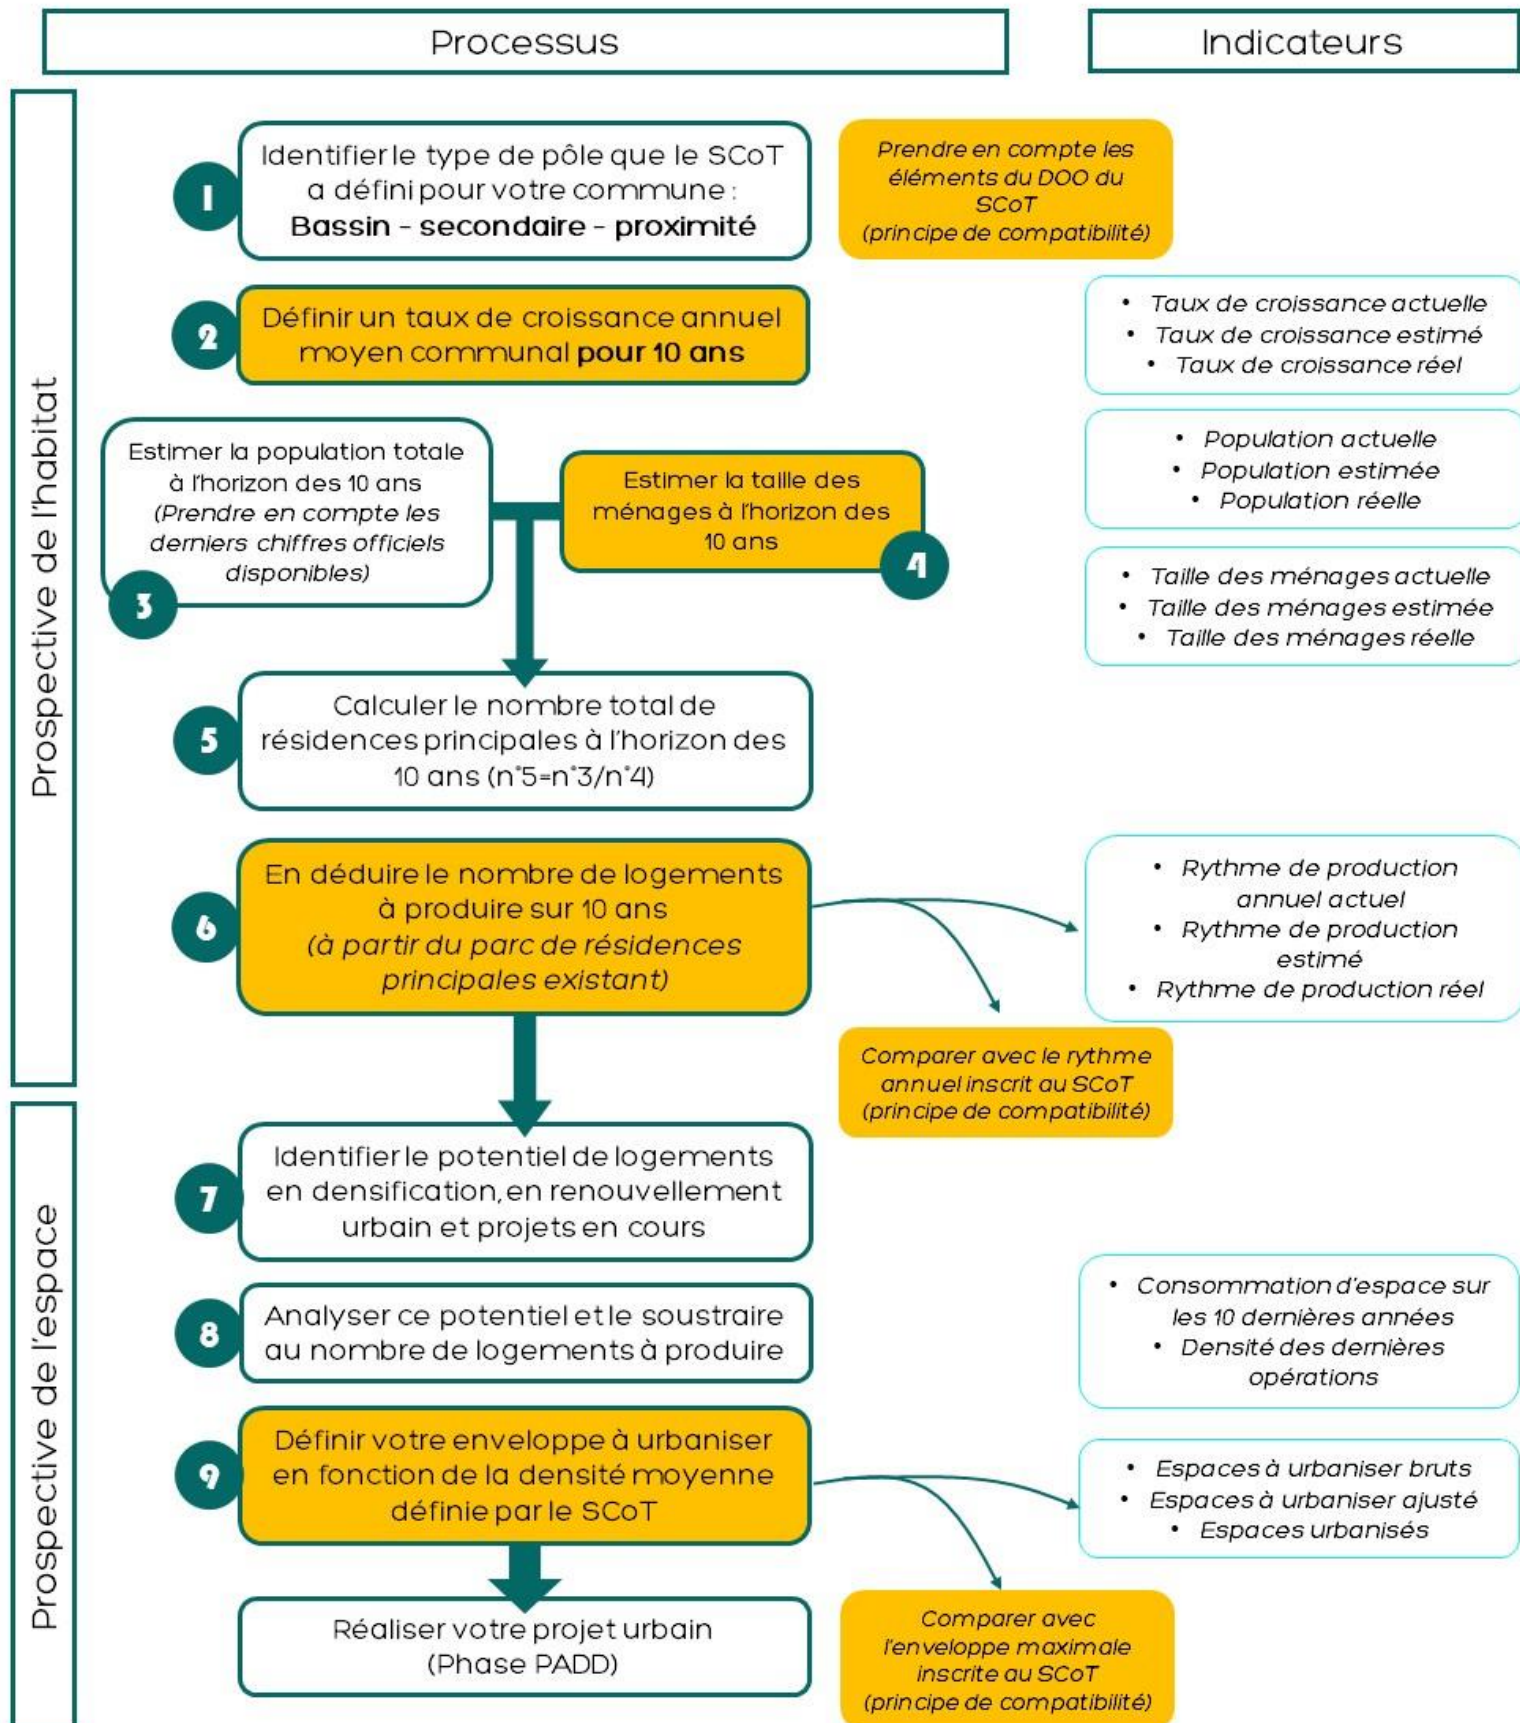 Processus
Indicateurs
Prospective de l'habitat
1
Identifier le type de pôle que le SCoT
a défini pour votre commune :
Bassin - secondaire - proximité
Prendre en compte les
éléments du DOO du
SCoT
(principe de compatibilité)
2
Définir un taux de croissance annuel
moyen communal pour 10 ans
• Taux de croissance actuelle
• Taux de croissance estimé
• Taux de croissance réel
Estimer la population totale
à l'horizon des 10 ans
(Prendre en compte les
derniers chiffres officiels
disponibles)
3
Estimer la taille des
ménages à l'horizon des
10 ans
4
• Population actuelle
• Population estimée
• Population réelle
• Taille des ménages actuelle
• Taille des ménages estimée
• Taille des ménages réelle
5
Calculer le nombre total de
résidences principales à l'horizon des
10 ans (n°5=n°3/n°4)
6
En déduire le nombre de logements
à produire sur 10 ans
(à partir du parc de résidences
principales existant)
• Rythme de production
annuel actuel
• Rythme de production
estimé
• Rythme de production réel
Comparer avec le rythme
annuel inscrit au SCoT
(principe de compatibilité)
Prospective de l'espace
7
Identifier le potentiel de logements
en densification, en renouvellement
urbain et projets en cours
8
Analyser ce potentiel et le soustraire
au nombre de logements à produire
• Consommation d'espace sur
les 10 dernières années
• Densité des dernières
opérations
9
Définir votre enveloppe à urbaniser
en fonction de la densité moyenne
définie par le SCoT
• Espaces à urbaniser bruts
• Espaces à urbaniser ajusté
• Espaces urbanisés
Réaliser votre projet urbain
(Phase PADD)
Comparer avec
l'enveloppe maximale
inscrite au SCoT
(principe de compatibilité)